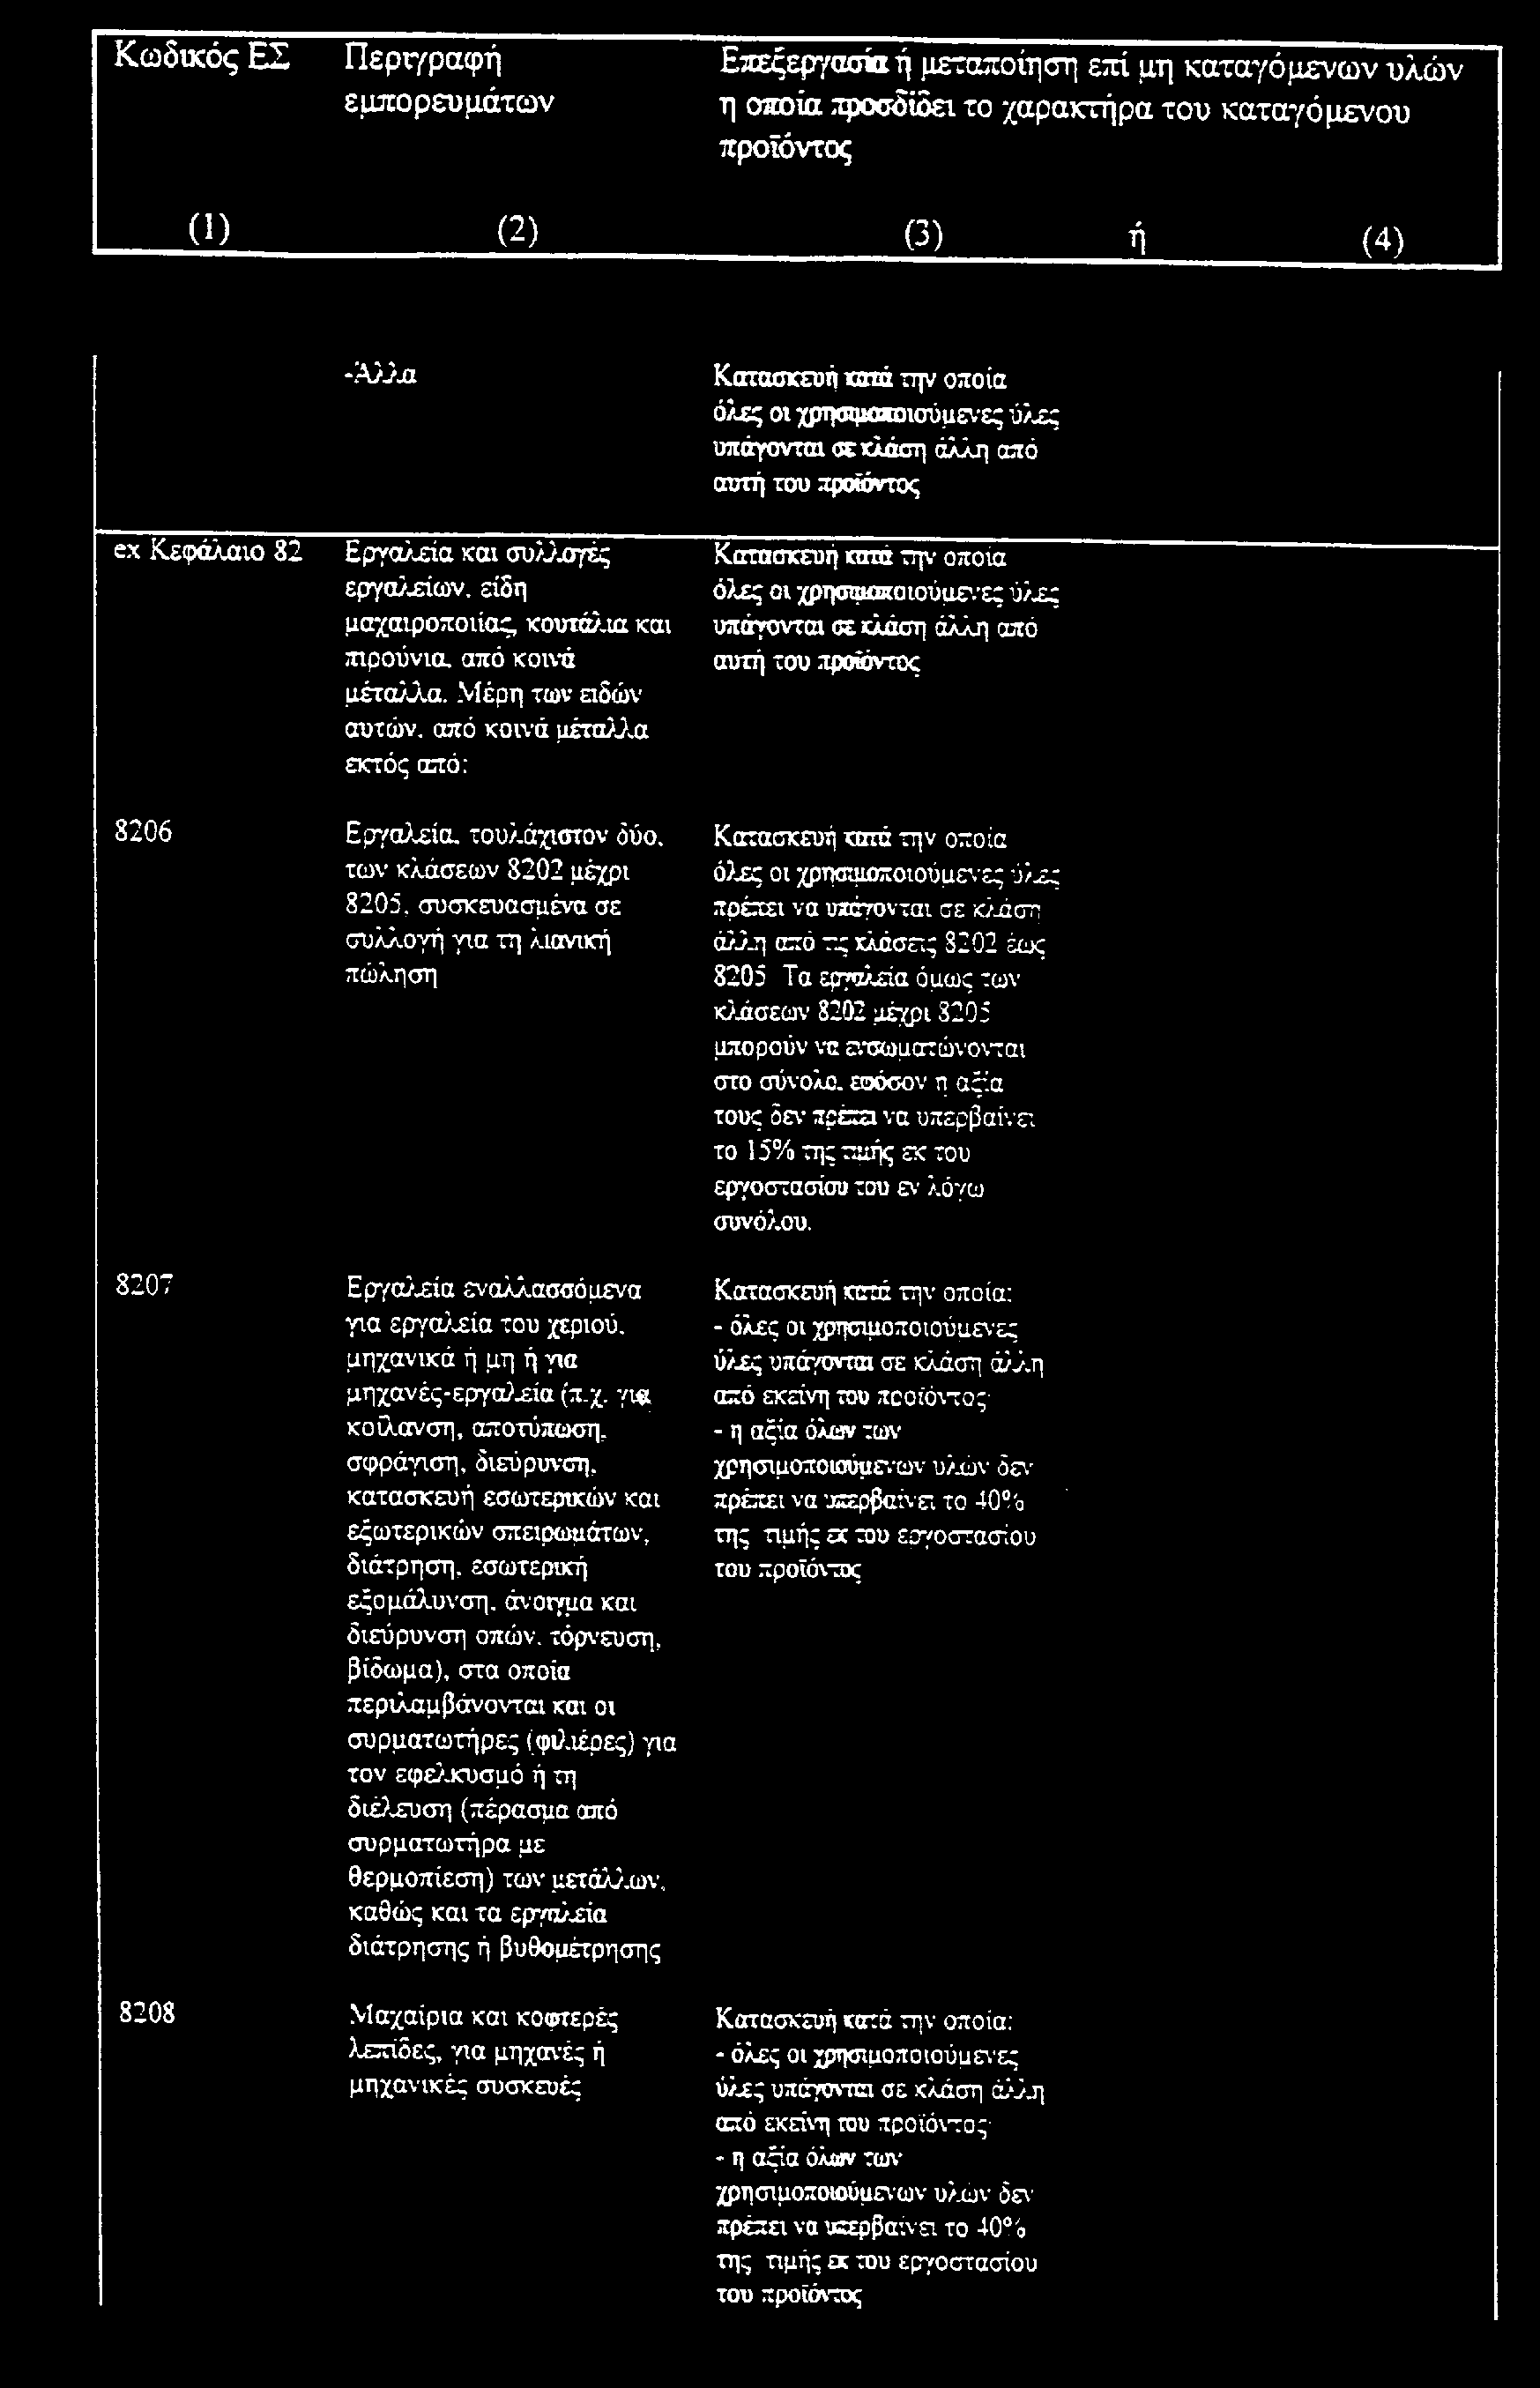 Κωδικός ΕΣ
Περιγραφή
εμπορευμάτων
Επεξεργασία ή μεταποίηση επί μη καταγόμενων υλών
η οποία προσδίδει το χαρακτήρα του καταγόμενου
προϊόντος
(1) (2) (3) ή (4)
-Άλλα
Κατασκευή κατά την οποία
όλες οι χρησιμοποιούμενες ύλες
υπάγονται σε κλάση άλλη από
αυτή του προϊόντος
ex Κεφάλαιο 82
Εργαλεία και συλλογές
εργαλείων, είδη
μαχαιροποιίας, κουτάλια και
πιρούνια, από κοινά
μέταλλα. Μέρη των ειδών
αυτών, από κοινά μέταλλα
εκτός από:
Κατασκευή κατά την οποία
όλες οι χρησιμοποιούμενες ύλες
υπάγονται σε κλάση άλλη από
αυτή του προϊόντος
8206
Εργαλεία, τουλάχιστον δύο,
των κλάσεων 8202 μέχρι
8205, συσκευασμένα σε
συλλογή για τη λιανική
πώληση
Κατασκευή κατά την οποία
όλες οι χρησιμοποιούμενες ύλες
πρέπει να υπάγονται σε κλάση
άλλη από τις κλάσεις 8202 έως
8205 Τα εργαλεία όμως των
κλάσεων 8202 μέχρι 8205
μπορούν να ενσωματώνονται
στο σύνολο, εφόσον η αξία
τους δεν πρέπει να υπερβαίνει
το 15% της τιμής εκ του
εργοστασίου του εν λόγω
συνόλου.
8207
Εργαλεία εναλλασσόμενα
για εργαλεία του χεριού,
μηχανικά ή μη ή για
μηχανές-εργαλεία (π.χ. για
κοίλανση, αποτύπωση,
σφράγιση, διεύρυνση,
κατασκευή εσωτερικών και
εξωτερικών σπειρωμάτων,
διάτρηση, εσωτερική
εξομάλυνση, άνοιγμα και
διεύρυνση οπών, τόρνευση,
βίδωμα), στα οποία
περιλαμβάνονται και οι
συρματωτήρες (φιλιέρες) για
τον εφελκυσμό ή τη
διέλευση (πέρασμα από
συρματωτήρα με
θερμοπίεση) των μετάλλων,
καθώς και τα εργαλεία
διάτρησης ή βυθομέτρησης
Κατασκευή κατά την οποία:
- όλες οι χρησιμοποιούμενες
ύλες υπάγονται σε κλάση άλλη
από εκείνη του προϊόντος·
- η αξία όλων των
χρησιμοποιούμενων υλών δεν
πρέπει να υπερβαίνει το 40%
της τιμής εκ του εργοστασίου
του προϊόντος
8208
Μαχαίρια και κοφτερές
λεπίδες, για μηχανές ή
μηχανικές συσκευές
Κατασκευή κατά την οποία:
- όλες οι χρησιμοποιούμενες
ύλες υπάγονται σε κλάση άλλη
από εκείνη του προϊόντος·
- η αξία όλων των
χρησιμοποιούμενων υλών δεν
πρέπει να υπερβαίνει το 40%
της τιμής εκ του εργοστασίου
του προϊόντος